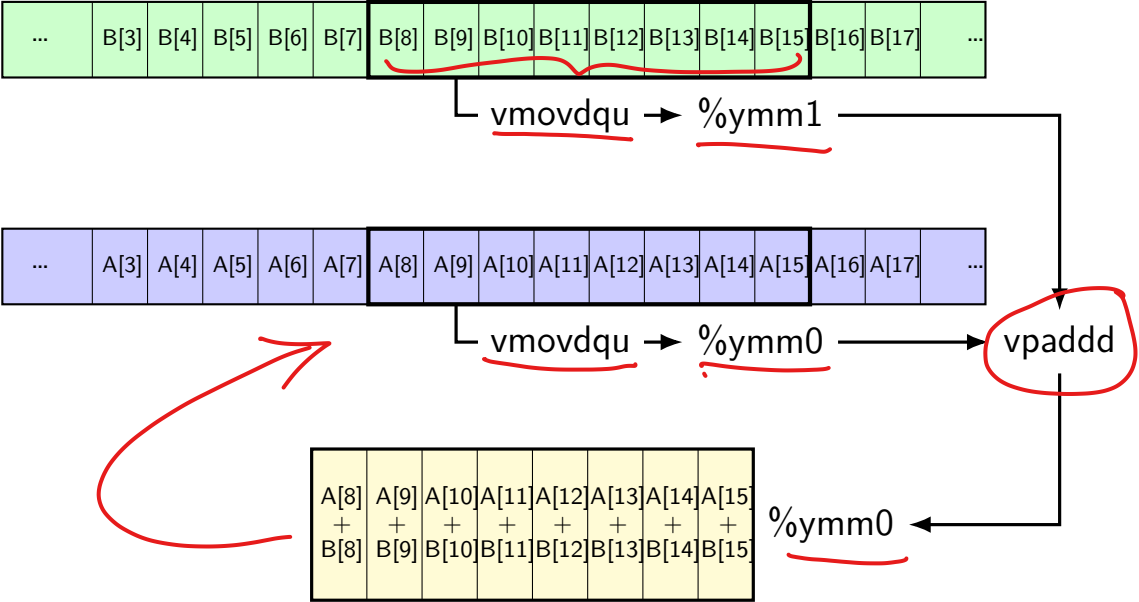 ... B[3] B[4] B[5] B[6] B[7] B[8] B[9] B[10] B[11] B[12] B[13] B[14] B[15] B[16] B[17] ...
vmovdqu %ymm1
... A[3] A[4] A[5] A[6] A[7] A[8] A[9] A[10] A[11] A[12] A[13] A[14] A[15] A[16] A[17] ...
vmovdqu %ymm0 vpaddd
A[8] A[9] A[10] A[11] A[12] A[13] A[14] A[15]
+ + + + + + + + %ymm0
B[8] B[9] B[10] B[11] B[12] B[13] B[14] B[15]